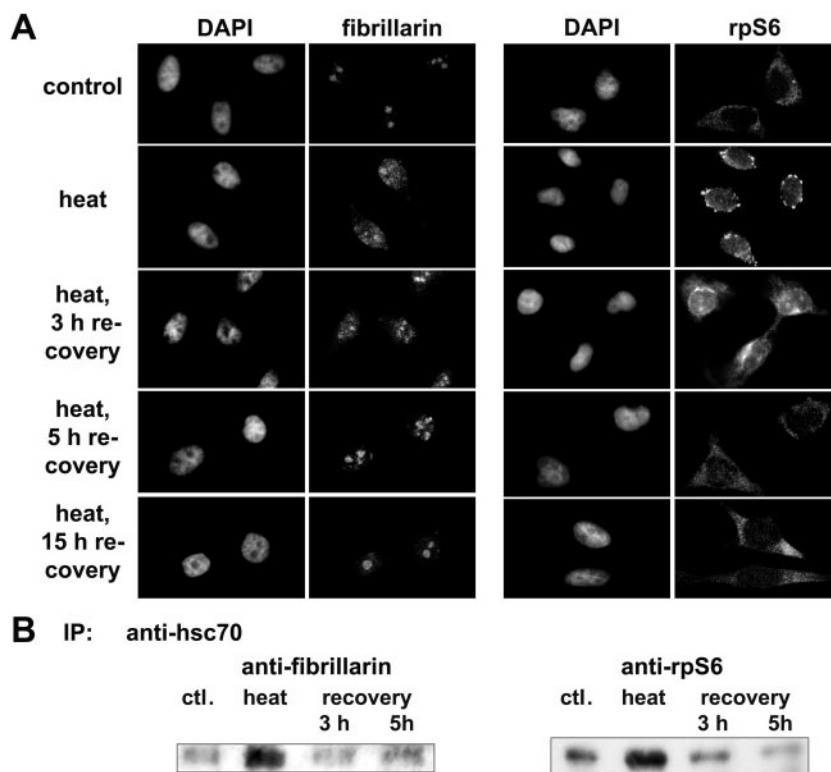 A
DAPI fibrillarin DAPI rpS6
control
heat
heat,
3 h re-
covery
heat,
5 h re-
covery
heat,
15 h re-
covery
B IP: anti-hsc70
anti-fibrillarin anti-rpS6
ctl. heat recovery ctl. heat recovery
3 h 5h 3 h 5h